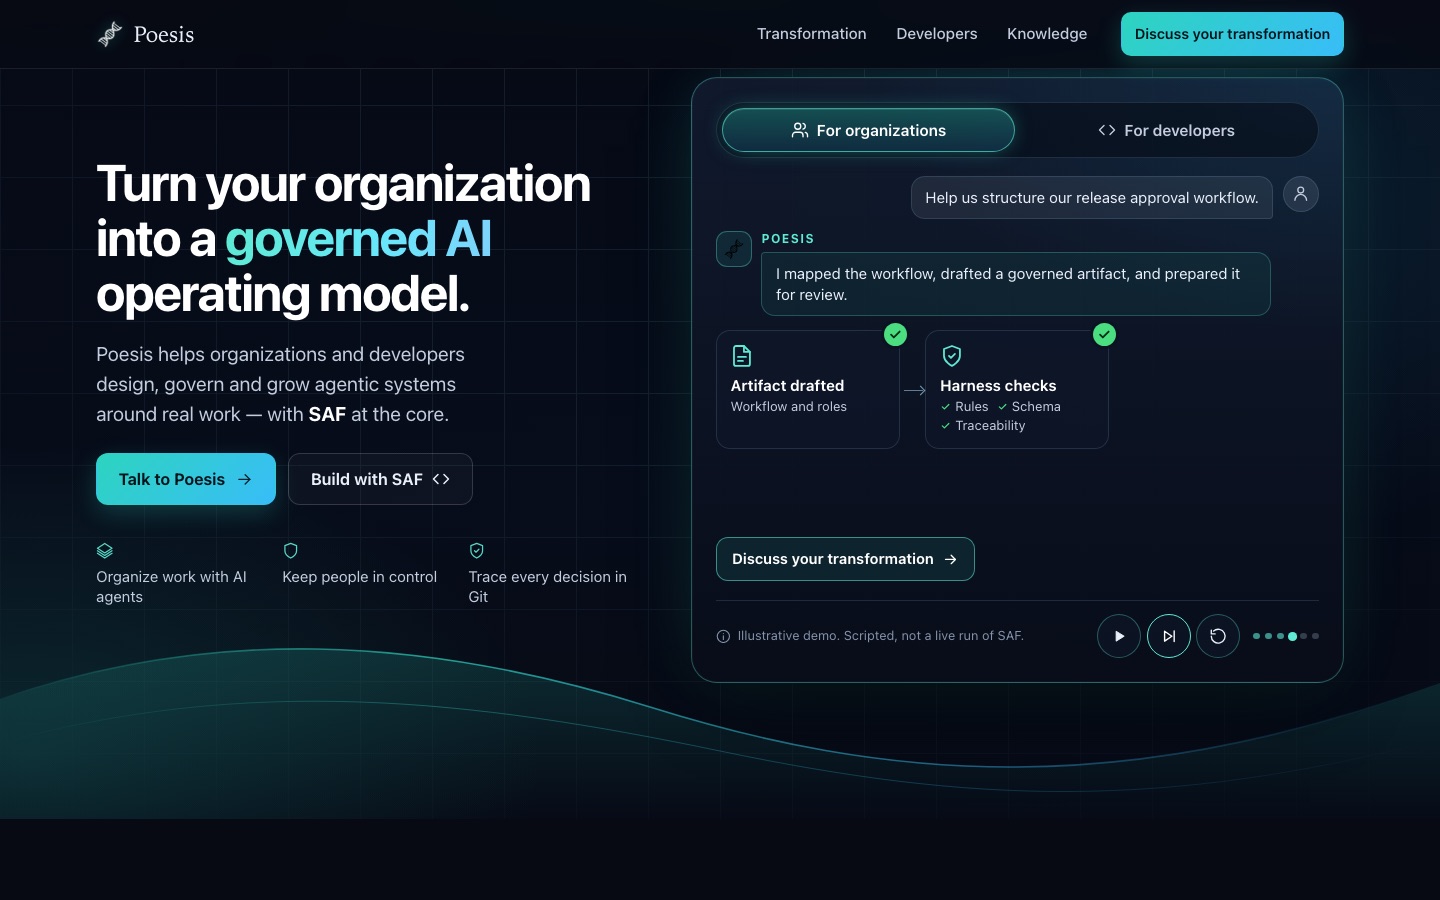 Poesis
Transformation
Developers
Knowledge
Discuss your transformation
Turn your organization
into a governed AI
operating model.
Poesis helps organizations and developers
design, govern and grow agentic systems
around real work — with SAF at the core.
Talk to Poesis
Build with SAF
Organize work with AI
agents
Keep people in control
Trace every decision in
Git
For organizations
For developers
Help us structure our release approval workflow.
POESIS
I mapped the workflow, drafted a governed artifact, and prepared it
for review.
Artifact drafted
Workflow and roles
Harness checks
Rules
Schema
Traceability
Discuss your transformation
Illustrative demo. Scripted, not a live run of SAF.